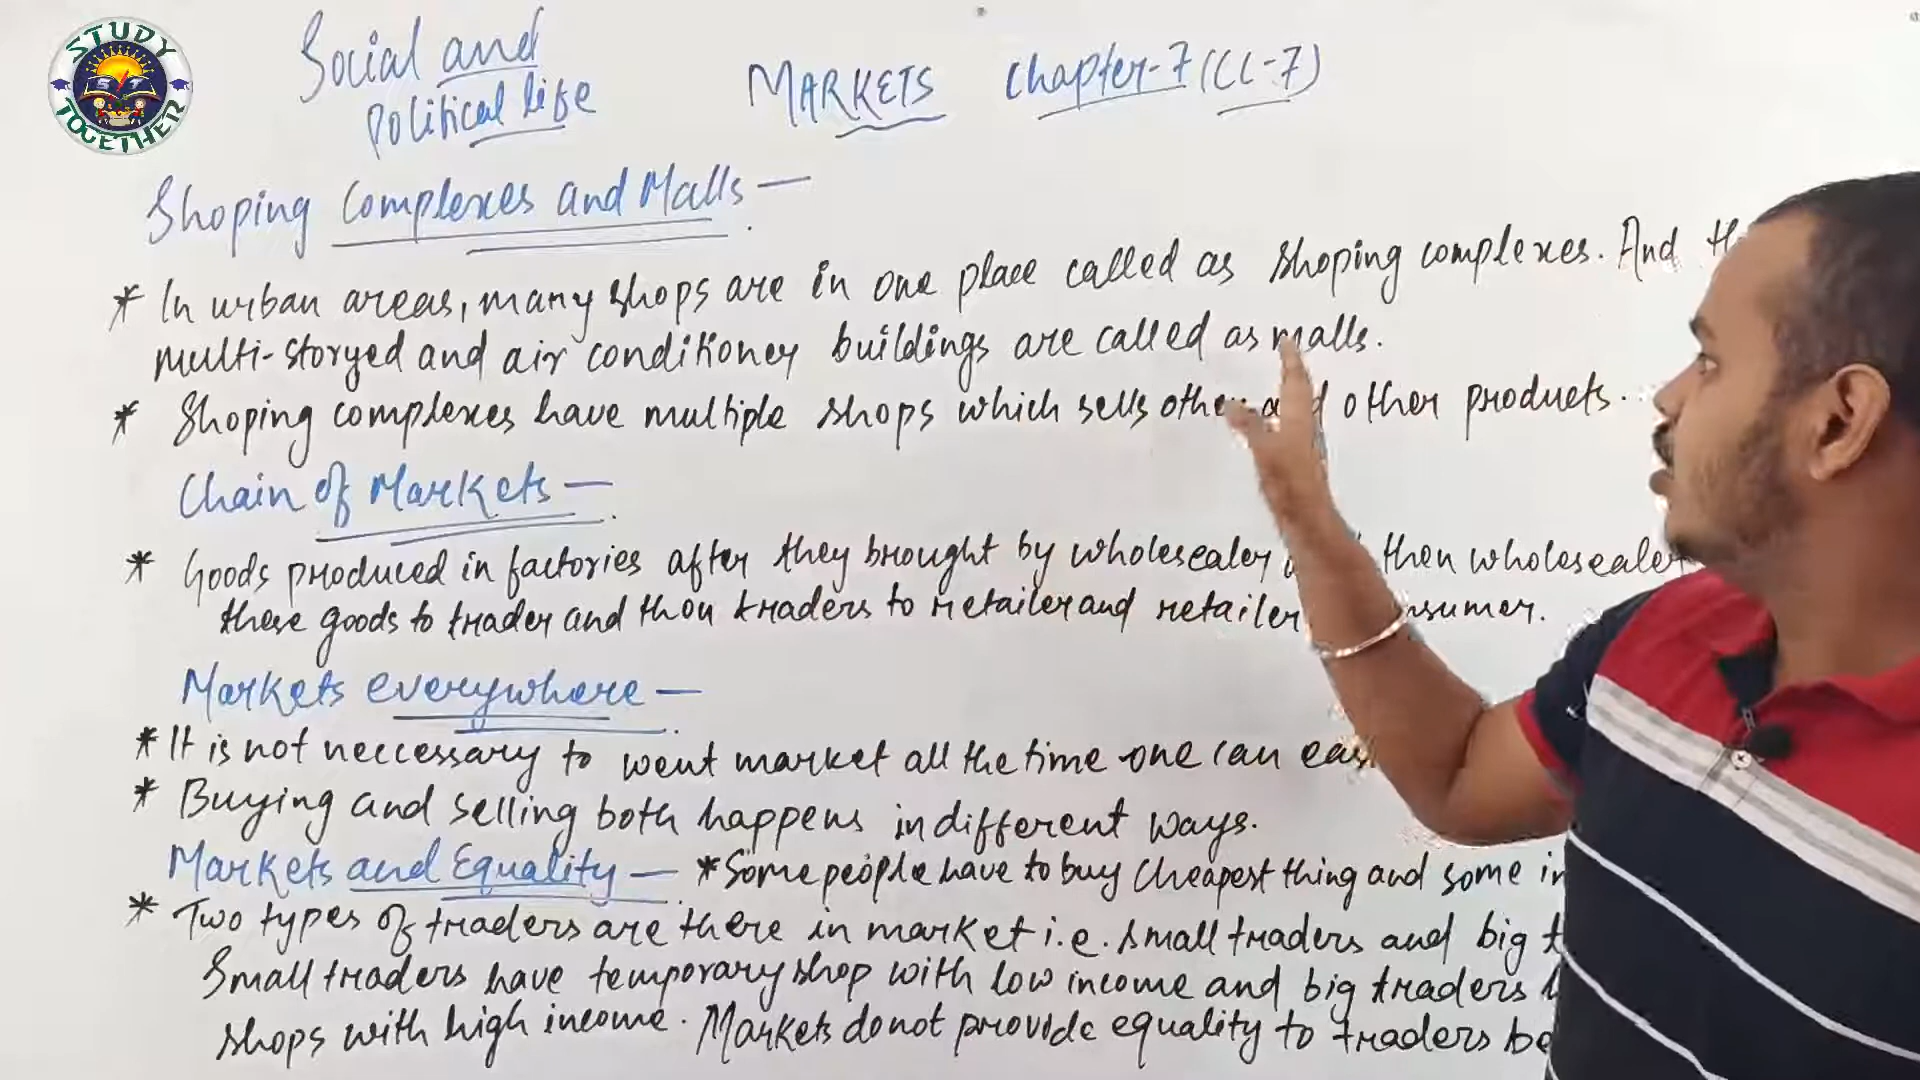 STUDY
TOGETHER
Social and
Political life
MARKETS Chapter-7 (CL-7)
Shoping Complexes and Malls —
* In urban areas, many shops are in one place called as shoping complexes. And
multi-storyed and air conditioney buildings are called as malls.
* Shoping complexes have multiple shops which sells other and other products.
Chain of Markets —
* Goods produced in factories after they brought by wholesealer then wholesealer
these goods to trader and then traders to retailer and retailer
Markets everywhere —
* It is not neccessary to went market all the time one can
* Buying and selling both happens in different ways.
Markets and Equality — * Some people have to buy cheapest thing and some
* Two types of traders are there in market i.e. small traders and big
Small traders have temporary shop with low income and big traders
shops with high income. Markets do not provide equality to traders